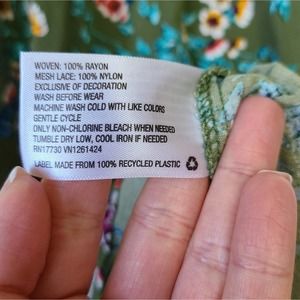 WOVEN: 100% RAYON
MESH LACE: 100% NYLON
EXCLUSIVE OF DECORATION
WASH BEFORE WEAR
MACHINE WASH COLD WITH LIKE COLORS
GENTLE CYCLE
ONLY NON-CHLORINE BLEACH WHEN NEEDED
TUMBLE DRY LOW, COOL IRON IF NEEDED
RN17730 VN1261424
LABEL MADE FROM 100% RECYCLED PLASTIC